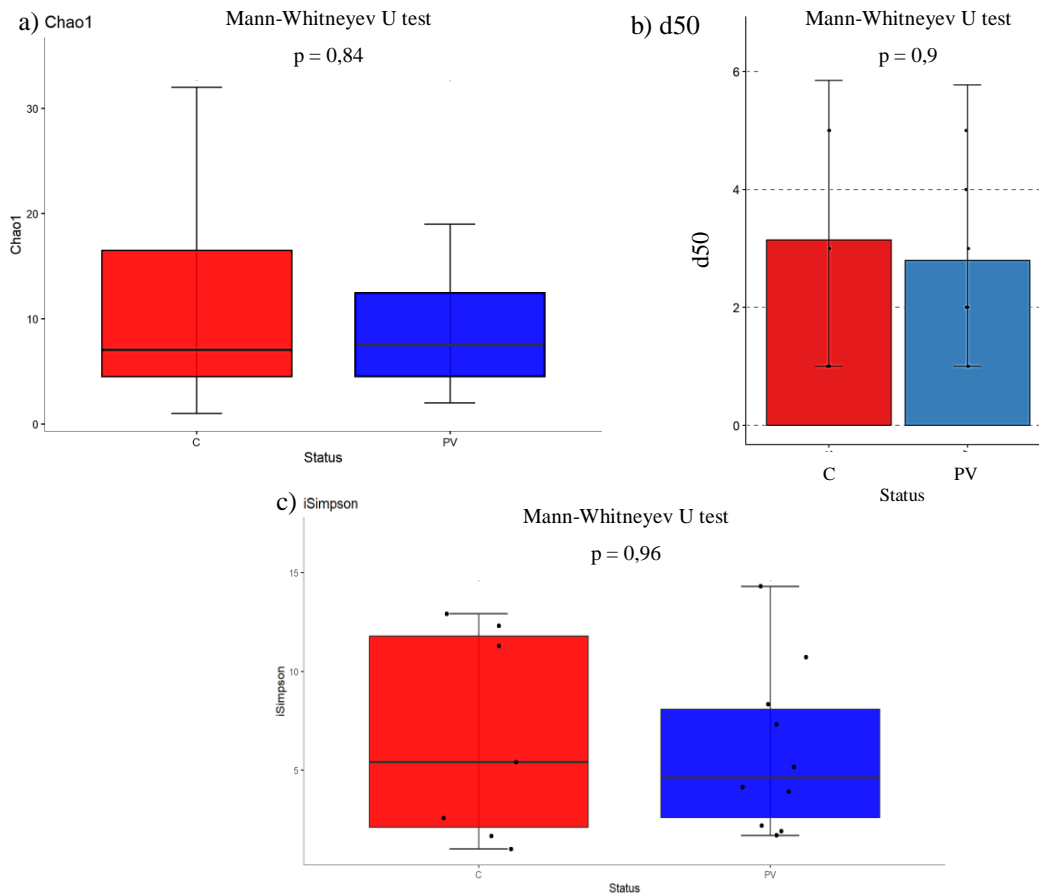 a) Chao1
Mann-Whitneyev U test
p = 0,84
Chao1
30
20
10
0
C
PV
Status
b) d50
Mann-Whitneyev U test
p = 0,9
d50
6
4
2
0
C
PV
Status
c) iSimpson
Mann-Whitneyev U test
p = 0,96
iSimpson
15
10
5
C
PV
Status